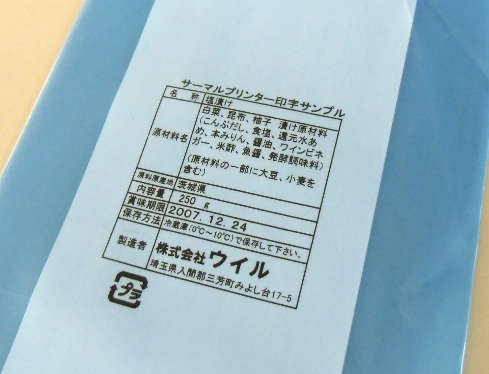 サーマルプリンター印字サンプル
名 称 塩漬け
原材料名 白菜、昆布、柚子 漬け原材料
(こんぶだし、食塩、還元水あ
め、本みりん、醤油、ワインビネ
ガー、米酢、魚醤、発酵調味料)
(原材料の一部に大豆、小麦を
含む)
原料原産地 茨城県
内容量 250 g
賞味期限 2007.12.24
保存方法 冷蔵庫(0℃～10℃)で保存して下さい。
製造者 株式会社ウイル
埼玉県入間郡三芳町みよし台17-5
プラ